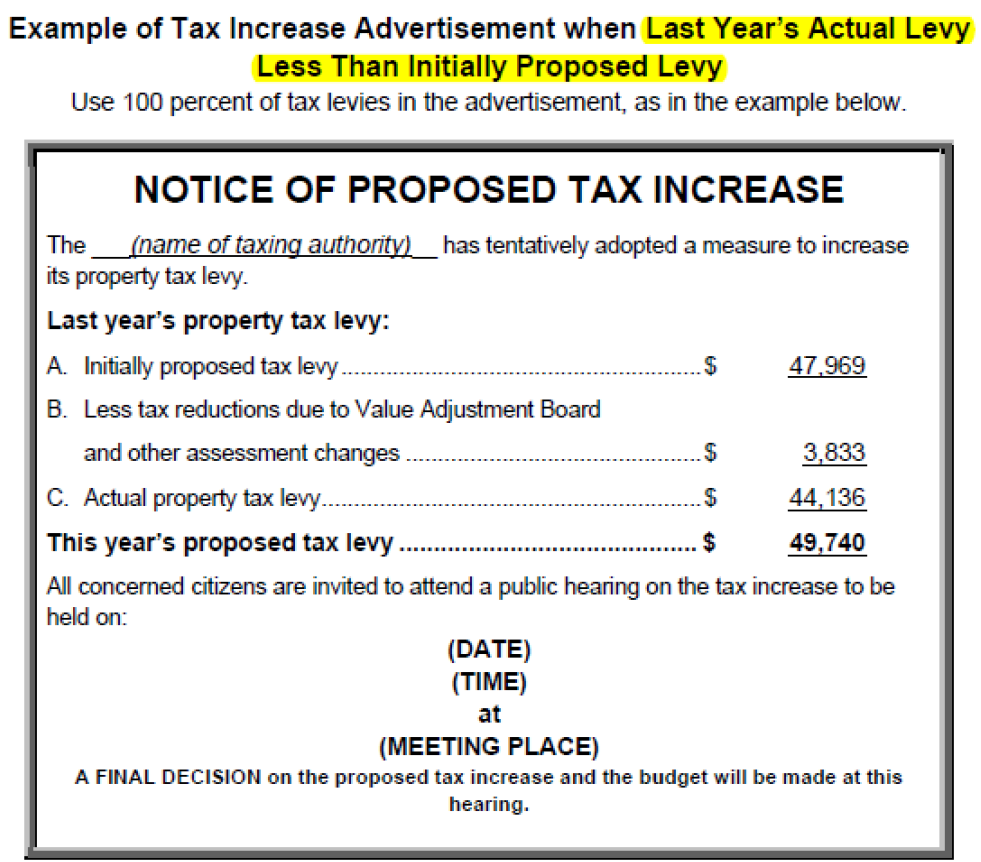 Example of Tax Increase Advertisement when Last Year's Actual Levy
Less Than Initially Proposed Levy
Use 100 percent of tax levies in the advertisement, as in the example below.
NOTICE OF PROPOSED TAX INCREASE
The ___(name of taxing authority)__ has tentatively adopted a measure to increase
its property tax levy.
Last year's property tax levy:
A. Initially proposed tax levy....................................................... $ 47,969
B. Less tax reductions due to Value Adjustment Board
and other assessment changes ............................................. $ 3,833
C. Actual property tax levy.......................................................... $ 44,136
This year's proposed tax levy ........................................... $ 49,740
All concerned citizens are invited to attend a public hearing on the tax increase to be
held on:
(DATE)
(TIME)
at
(MEETING PLACE)
A FINAL DECISION on the proposed tax increase and the budget will be made at this
hearing.